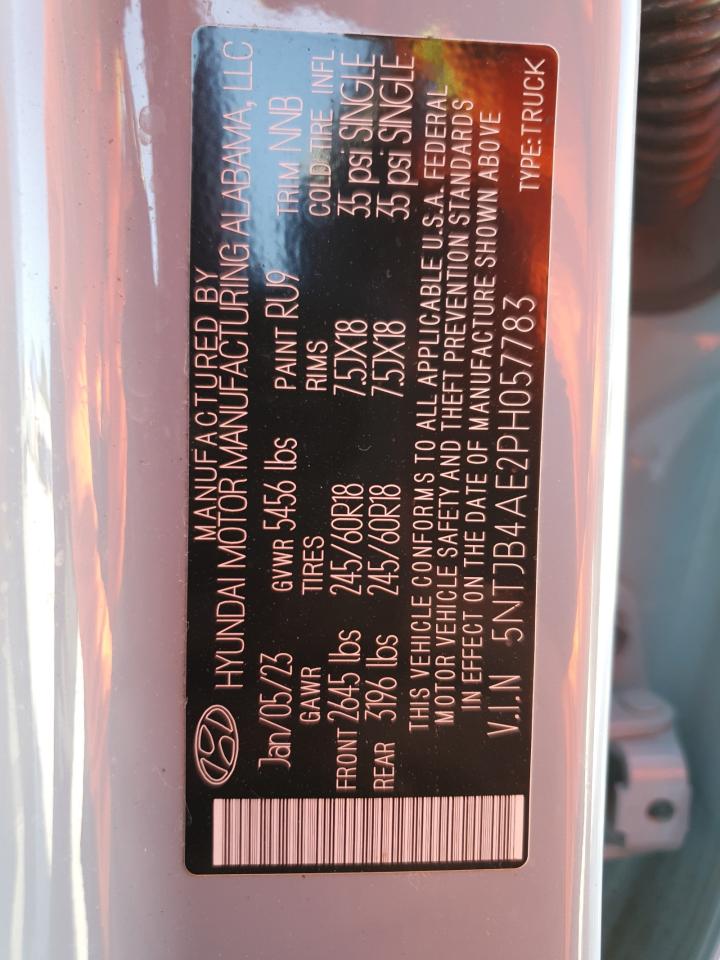 MANUFACTURED BY
HYUNDAI MOTOR MANUFACTURING ALABAMA, LLC
Jan/05/23 GVWR 5456 lbs PAINT RU9 TRIM NNB
GAWR TIRES RIMS COLD TIRE INFL
FRONT 2645 lbs 245/60R18 7.5JX18 35 psi SINGLE
REAR 3196 lbs 245/60R18 7.5JX18 35 psi SINGLE
THIS VEHICLE CONFORMS TO ALL APPLICABLE U.S.A. FEDERAL
MOTOR VEHICLE SAFETY AND THEFT PREVENTION STANDARDS
IN EFFECT ON THE DATE OF MANUFACTURE SHOWN ABOVE
V.I.N 5NTJB4AE2PH057783 TYPE:TRUCK